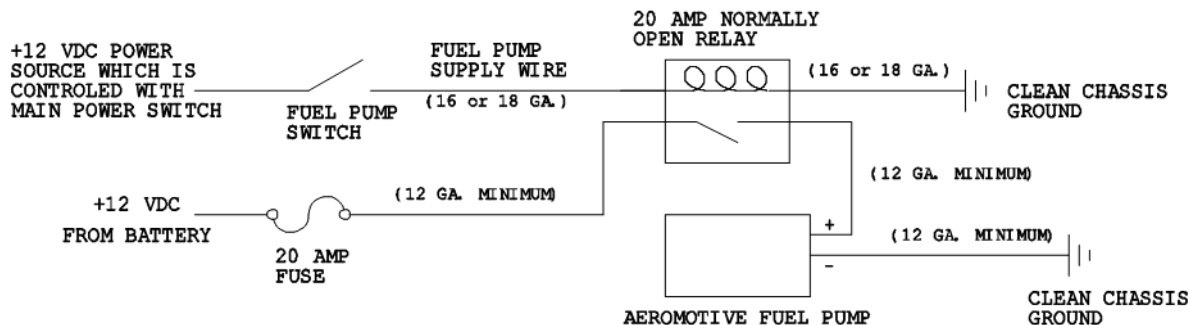 +12 VDC POWER
SOURCE WHICH IS
CONTROLED WITH
MAIN POWER SWITCH
FUEL PUMP
SWITCH
FUEL PUMP
SUPPLY WIRE
(16 or 18 GA.)
20 AMP NORMALLY
OPEN RELAY
(16 or 18 GA.)
CLEAN CHASSIS
GROUND
+12 VDC
FROM BATTERY
20 AMP
FUSE
(12 GA. MINIMUM)
(12 GA. MINIMUM)
+
-
(12 GA. MINIMUM)
CLEAN CHASSIS
GROUND
AEROMOTIVE FUEL PUMP